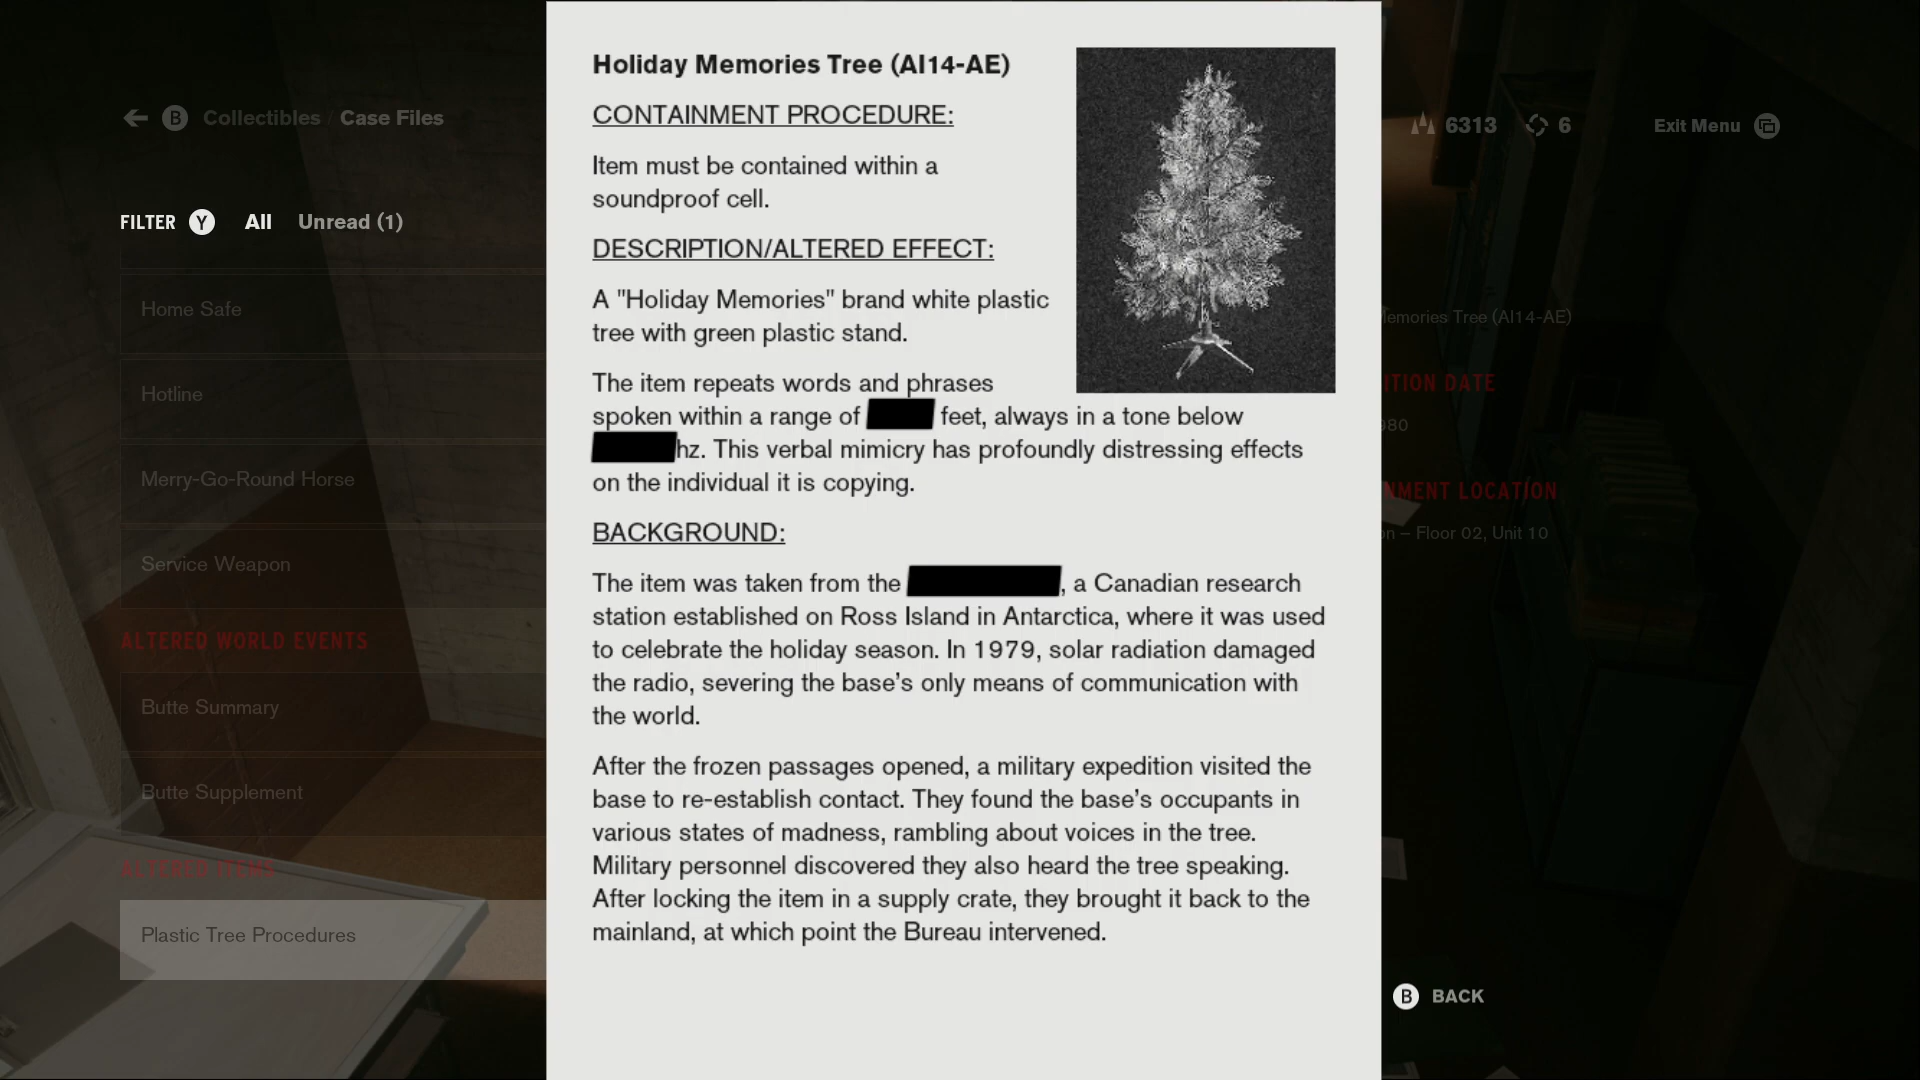 Collectibles / Case Files
6313
6
Exit Menu
FILTER Y All Unread (1)
Home Safe
Hotline
Merry-Go-Round Horse
Service Weapon
ALTERED WORLD EVENTS
Butte Summary
Butte Supplement
ALTERED ITEMS
Plastic Tree Procedures
Holiday Memories Tree (AI14-AE)
CONTAINMENT PROCEDURE:
Item must be contained within a
soundproof cell.
DESCRIPTION/ALTERED EFFECT:
A "Holiday Memories" brand white plastic
tree with green plastic stand.
The item repeats words and phrases
spoken within a range of feet, always in a tone below
hz. This verbal mimicry has profoundly distressing effects
on the individual it is copying.
BACKGROUND:
The item was taken from the , a Canadian research
station established on Ross Island in Antarctica, where it was used
to celebrate the holiday season. In 1979, solar radiation damaged
the radio, severing the base's only means of communication with
the world.
After the frozen passages opened, a military expedition visited the
base to re-establish contact. They found the base's occupants in
various states of madness, rambling about voices in the tree.
Military personnel discovered they also heard the tree speaking.
After locking the item in a supply crate, they brought it back to the
mainland, at which point the Bureau intervened.
Tree (AI14-AE)
DATE
LOCATION
– Floor 02, Unit 10
B BACK